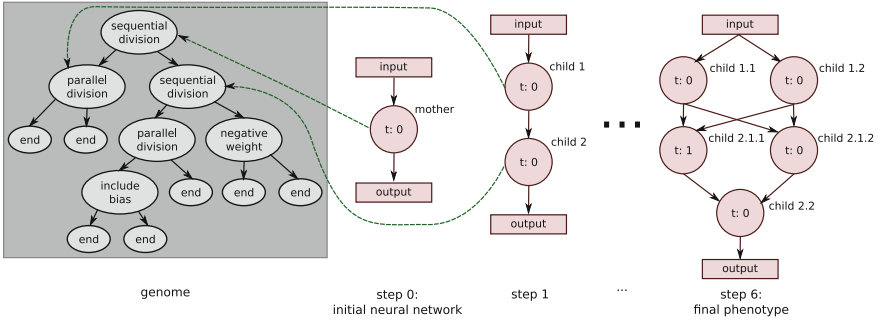 sequential
division
parallel
division
sequential
division
end
end
parallel
division
negative
weight
include
bias
end
end
end
end
end
genome
input
mother
t: 0
output
step 0:
initial neural network
input
child 1
t: 0
child 2
t: 0
output
step 1
...
...
input
child 1.1
child 1.2
t: 0
t: 0
child 2.1.1
child 2.1.2
t: 1
t: 0
child 2.2
t: 0
output
step 6:
final phenotype